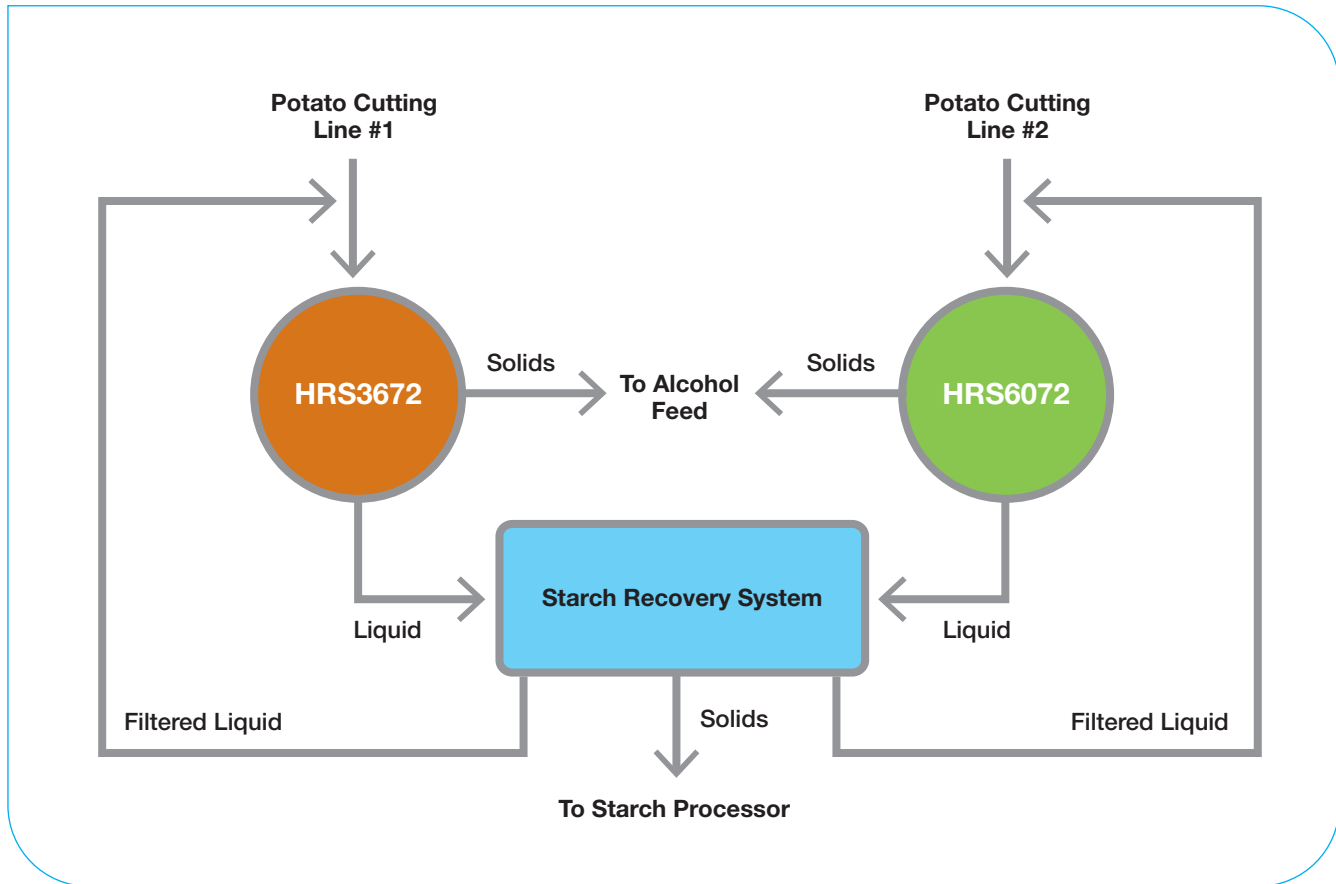 Potato Cutting
Line #1
Potato Cutting
Line #2
Solids
Solids
HRS3672
To Alcohol
Feed
HRS6072
Starch Recovery System
Liquid
Liquid
Filtered Liquid
Solids
Filtered Liquid
To Starch Processor